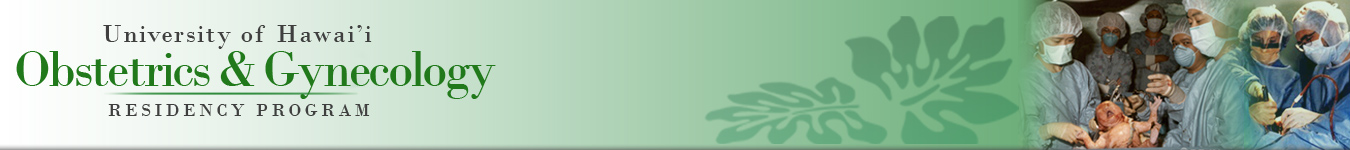 University of Hawai’i
Obstetrics & Gynecology
RESIDENCY PROGRAM